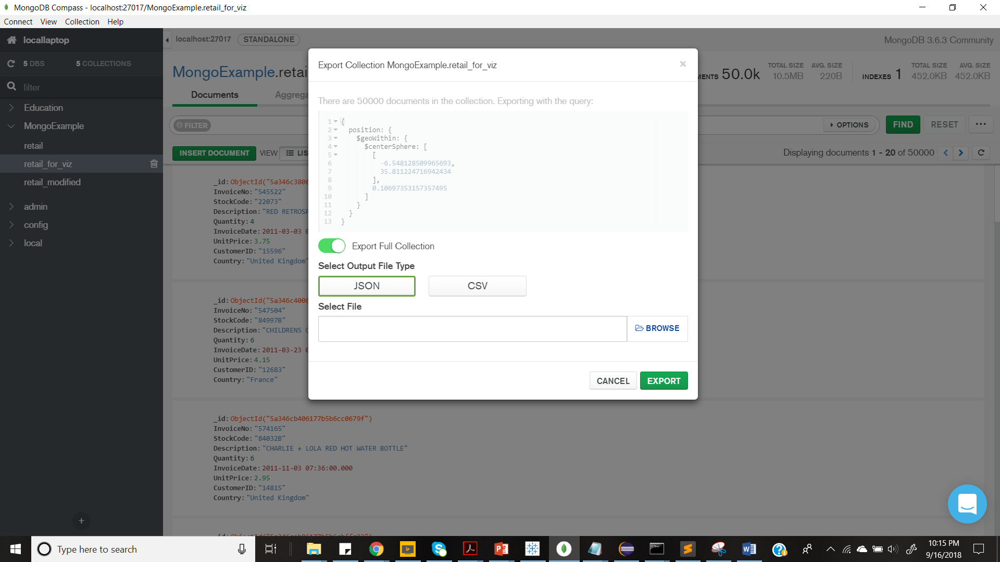 MongoDB Compass - localhost:27017/MongoExample.retail_for_viz
Connect View Collection Help
locallaptop
5 DBS 5 COLLECTIONS
filter
Education
MongoExample
retail
retail_for_viz
retail_modified
admin
config
local
+
localhost:27017 STANDALONE
MongoDB 3.6.3 Community
MongoExample.retai
50.0k TOTAL SIZE 10.5MB AVG. SIZE 220B INDEXES 1 TOTAL SIZE 452.0KB AVG. SIZE 452.0KB
Documents Aggrega
FILTER OPTIONS FIND RESET ...
INSERT DOCUMENT VIEW LIS
Displaying documents 1 - 20 of 50000
_id: ObjectId("5a346c3806
InvoiceNo: "545522"
StockCode: "22073"
Description: "RED RETROSP
Quantity: 4
InvoiceDate: 2011-03-03 0
UnitPrice: 3.75
CustomerID: "15596"
Country: "United Kingdom"
_id: ObjectId("5a346c4006
InvoiceNo: "547504"
StockCode: "84997B"
Description: "CHILDRENS C
Quantity: 6
InvoiceDate: 2011-03-23 0
UnitPrice: 4.15
CustomerID: "12683"
Country: "France"
_id: ObjectId("5a346cb406177b5b6cc0679f")
InvoiceNo: "574165"
StockCode: "84032B"
Description: "CHARLIE + LOLA RED HOT WATER BOTTLE"
Quantity: 6
InvoiceDate: 2011-11-03 07:36:00.000
UnitPrice: 2.95
CustomerID: "14815"
Country: "United Kingdom"
Export Collection MongoExample.retail_for_viz
×
There are 50000 documents in the collection. Exporting with the query:
1 {
2 position: {
3 $geoWithin: {
4 $centerSphere: [
5 [
6 -6.548128509965693,
7 35.811224716942434
8 ],
9 0.10697353157357495
10 ]
11 }
12 }
13 }
Export Full Collection
Select Output File Type
JSON CSV
Select File
BROWSE
CANCEL EXPORT
Type here to search
10:15 PM
9/16/2018